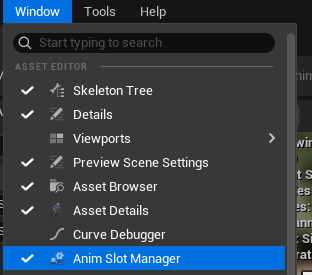 Window Tools Help
Start typing to search
ASSET EDITOR
Skeleton Tree
Details
Viewports
Preview Scene Settings
Asset Browser
Asset Details
Curve Debugger
Anim Slot Manager